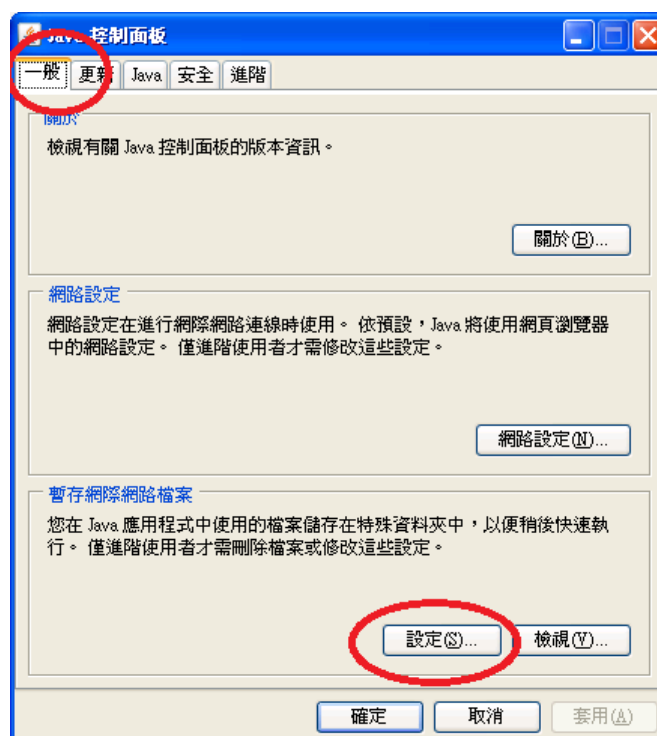 Java 控制面板
一般 更新 Java 安全 進階
關於
檢視有關 Java 控制面板的版本資訊。
關於(B)...
網路設定
網路設定在進行網際網路連線時使用。 依預設，Java 將使用網頁瀏覽器
中的網路設定。 僅進階使用者才需修改這些設定。
網路設定(N)...
暫存網際網路檔案
您在 Java 應用程式中使用的檔案儲存在特殊資料夾中，以便稍後快速執
行。 僅進階使用者才需刪除檔案或修改這些設定。
設定(S)... 檢視(V)...
確定 取消 套用(A)